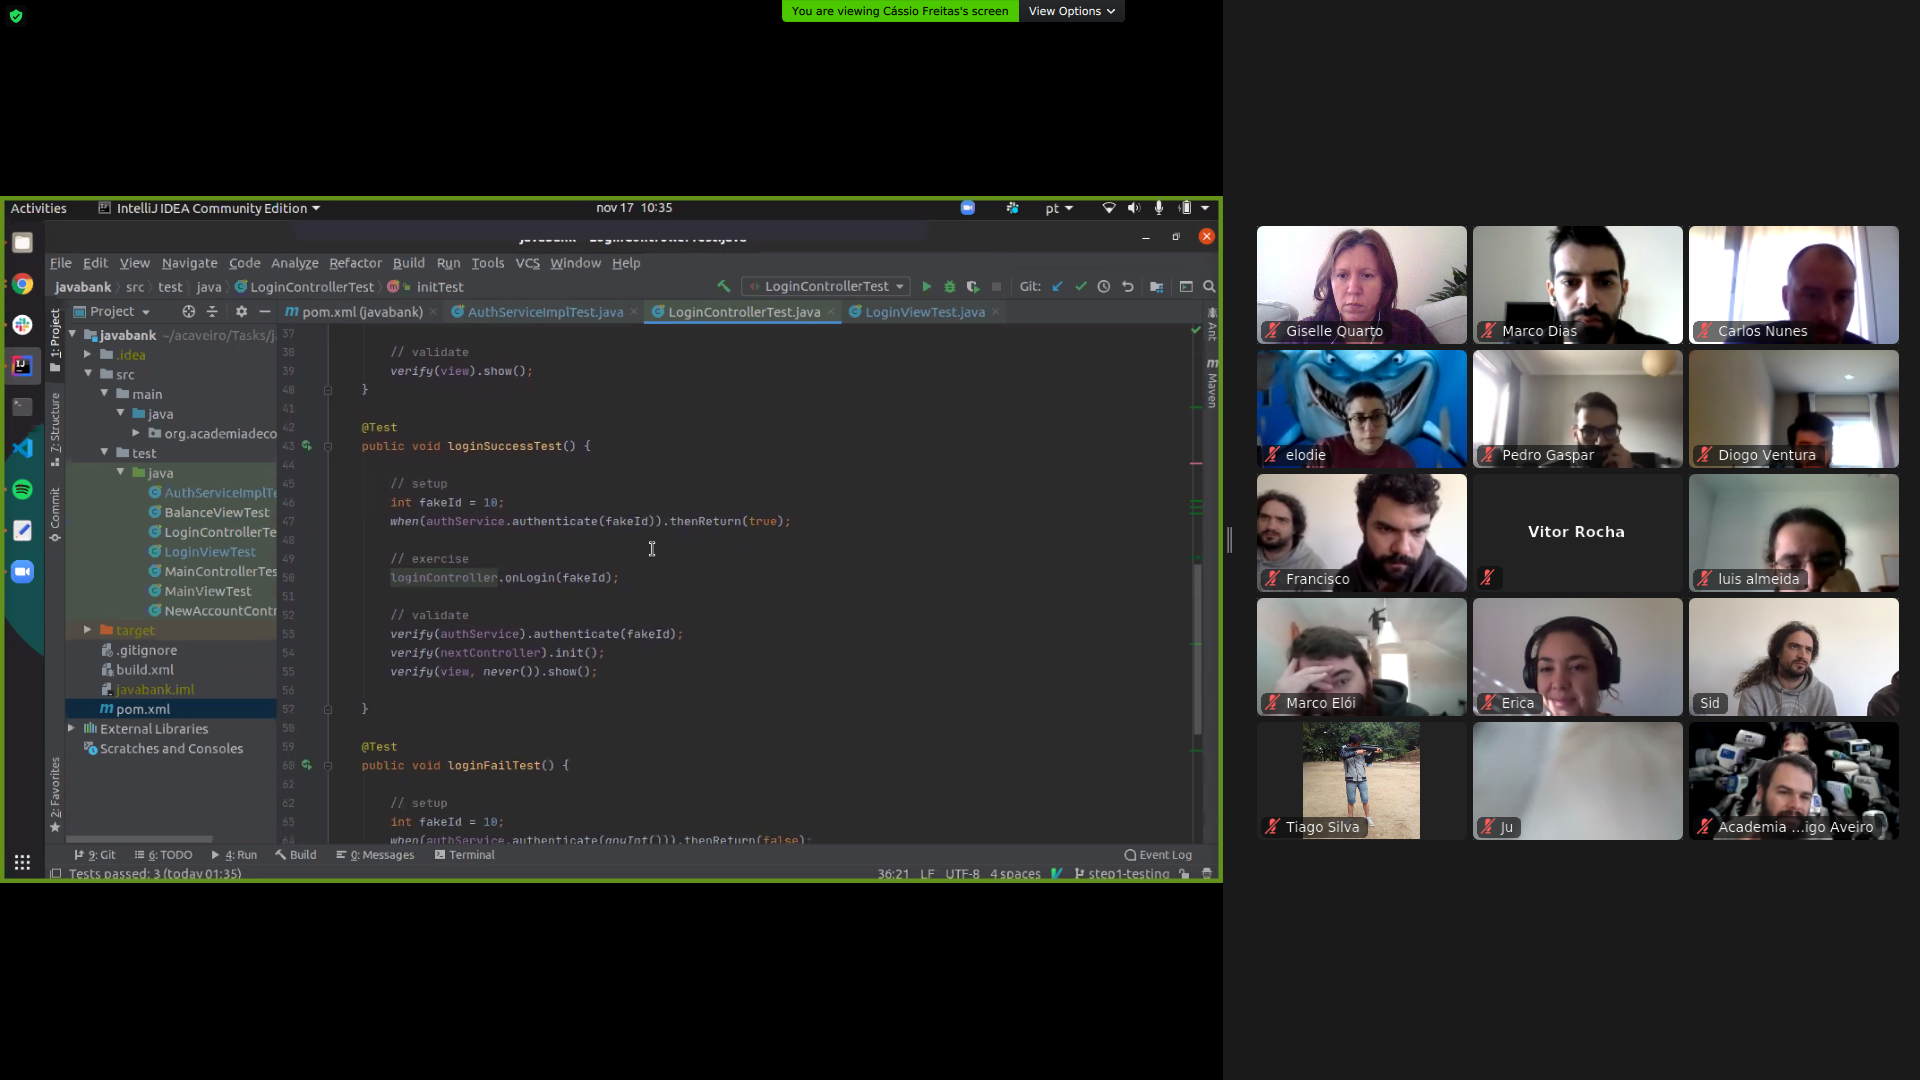 You are viewing Cássio Freitas's screen
View Options
Activities
IntelliJ IDEA Community Edition
nov 17 10:35
pt
javabank – LoginControllerTest.java
File Edit View Navigate Code Analyze Refactor Build Run Tools VCS Window Help
javabank src test java LoginControllerTest initTest
LoginControllerTest
Git:
Project
pom.xml (javabank)
AuthServiceImplTest.java
LoginControllerTest.java
LoginViewTest.java
1: Project
7: Structure
Commit
2: Favorites
Ant
Maven
javabank ~/acaveiro/Tasks/j
.idea
src
main
java
org.academiadeco
test
java
AuthServiceImplTe
BalanceViewTest
LoginControllerTe
LoginViewTest
MainControllerTes
MainViewTest
NewAccountContr
target
.gitignore
build.xml
javabank.iml
pom.xml
External Libraries
Scratches and Consoles
37
38 // validate
39 verify(view).show();
40 }
41
42 @Test
43 public void loginSuccessTest() {
44
45 // setup
46 int fakeId = 10;
47 when(authService.authenticate(fakeId)).thenReturn(true);
48
49 // exercise
50 loginController.onLogin(fakeId);
51
52 // validate
53 verify(authService).authenticate(fakeId);
54 verify(nextController).init();
55 verify(view, never()).show();
56
57 }
58
59 @Test
60 public void loginFailTest() {
61
62 // setup
63 int fakeId = 10;
64 when(authService.authenticate(anyInt())).thenReturn(false);
9: Git
6: TODO
4: Run
Build
0: Messages
Terminal
Event Log
Tests passed: 3 (today 01:35)
36:21 LF UTF-8 4 spaces step1-testing
Giselle Quarto
Marco Dias
Carlos Nunes
elodie
Pedro Gaspar
Diogo Ventura
Francisco
Vitor Rocha
luis almeida
Marco Elói
Erica
Sid
Tiago Silva
Ju
Academia ...igo Aveiro